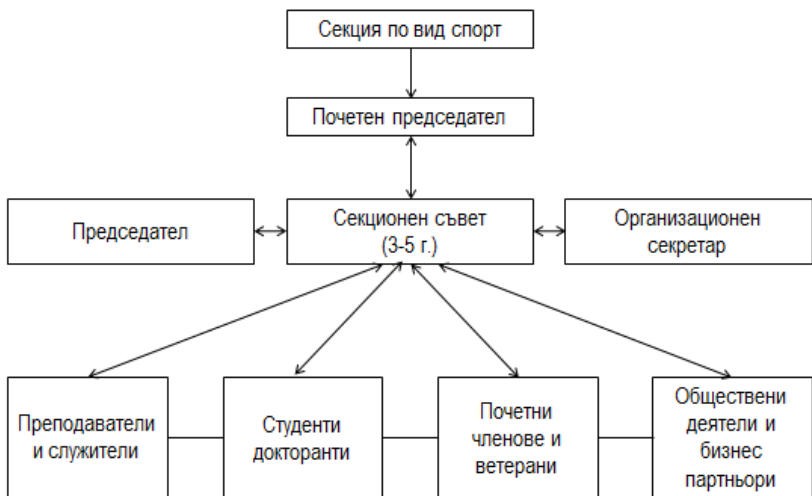 Секция по вид спорт
Почетен председател
Председател
Секционен съвет
(3-5 г.)
Организационен
секретар
Преподаватели
и служители
Студенти
докторанти
Почетни
членове и
ветерани
Обществени
деятели и
бизнес
партньори